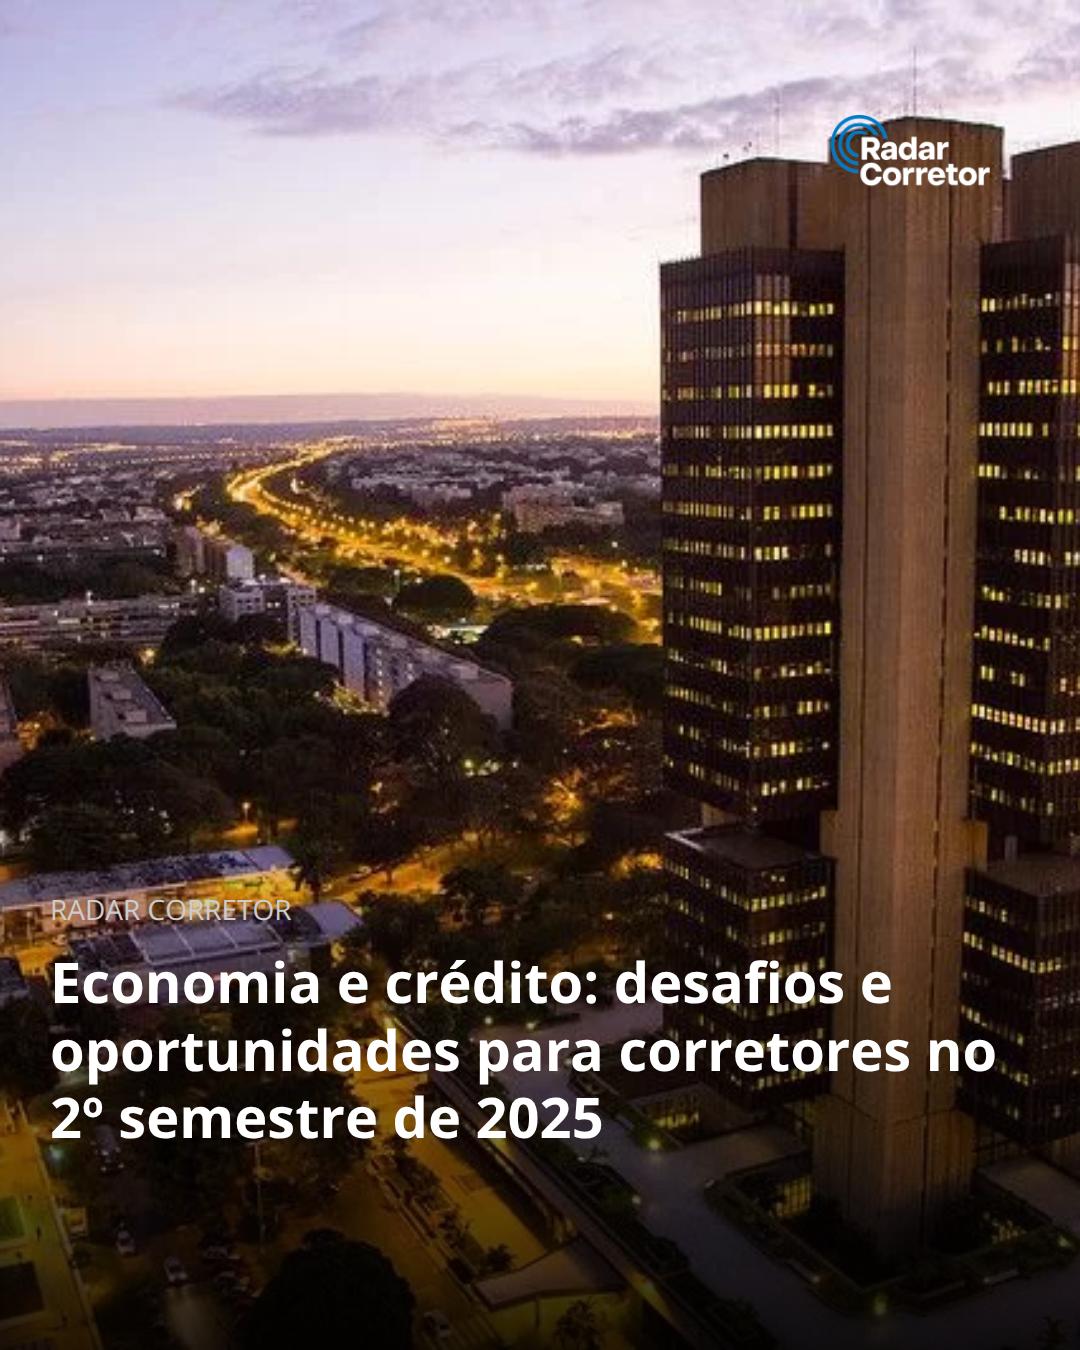 Radar
Corretor
RADAR CORRETOR
Economia e crédito: desafios e
oportunidades para corretores no
2º semestre de 2025